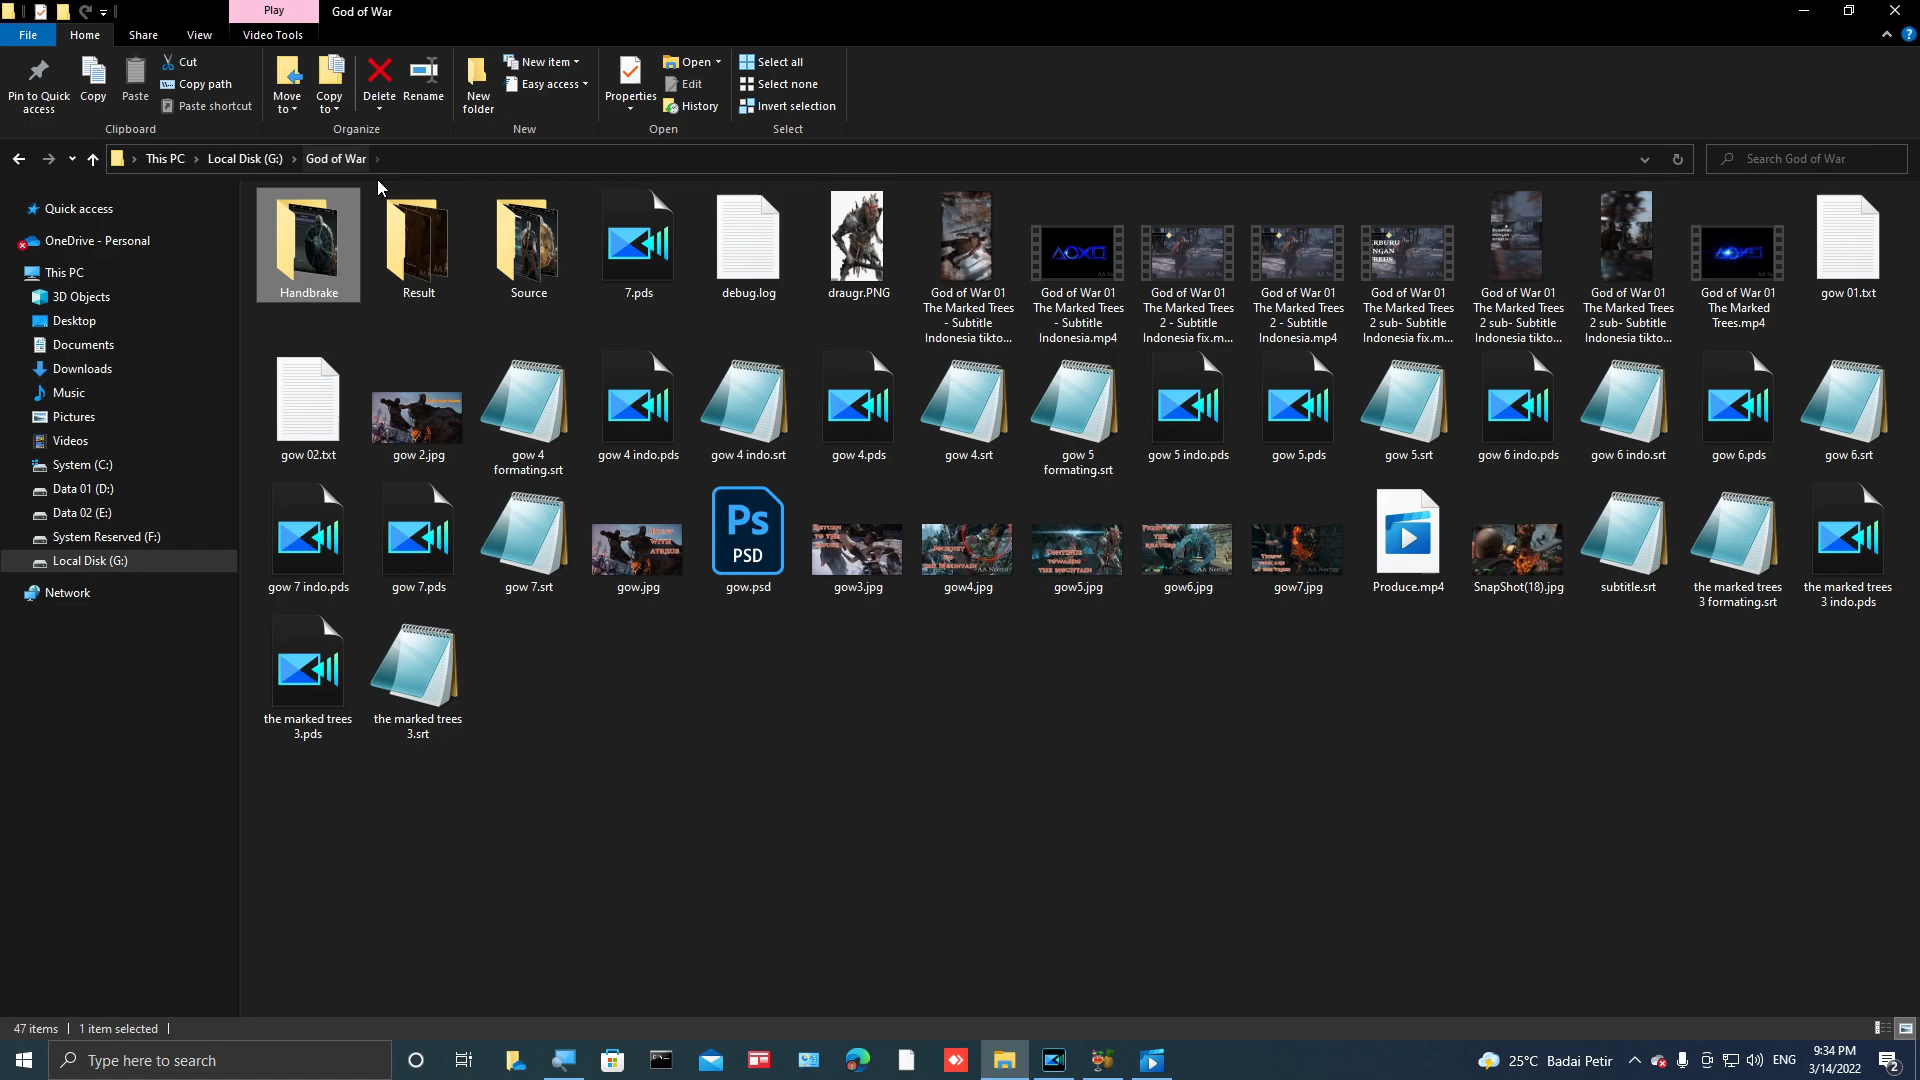 Play
God of War
File
Home
Share
View
Video Tools
Pin to Quick access
Copy
Paste
Cut
Copy path
Paste shortcut
Clipboard
Move to
Copy to
Delete
Rename
Organize
New folder
New item
Easy access
New
Properties
Open
Edit
History
Open
Select all
Select none
Invert selection
Select
This PC
Local Disk (G:)
God of War
Search God of War
Quick access
OneDrive - Personal
This PC
3D Objects
Desktop
Documents
Downloads
Music
Pictures
Videos
System (C:)
Data 01 (D:)
Data 02 (E:)
System Reserved (F:)
Local Disk (G:)
Network
Handbrake
Result
Source
7.pds
debug.log
draugr.PNG
God of War 01
The Marked Trees
- Subtitle
Indonesia tikto...
God of War 01
The Marked Trees
- Subtitle
Indonesia.mp4
God of War 01
The Marked Trees
2 - Subtitle
Indonesia fix.m...
God of War 01
The Marked Trees
2 - Subtitle
Indonesia.mp4
God of War 01
The Marked Trees
2 sub- Subtitle
Indonesia fix.m...
God of War 01
The Marked Trees
2 sub- Subtitle
Indonesia tikto...
God of War 01
The Marked Trees
2 sub- Subtitle
Indonesia tikto...
God of War 01
The Marked
Trees.mp4
gow 01.txt
gow 02.txt
gow 2.jpg
gow 4
formating.srt
gow 4 indo.pds
gow 4 indo.srt
gow 4.pds
gow 4.srt
gow 5
formating.srt
gow 5 indo.pds
gow 5.pds
gow 5.srt
gow 6 indo.pds
gow 6 indo.srt
gow 6.pds
gow 6.srt
gow 7 indo.pds
gow 7.pds
gow 7.srt
gow.jpg
Ps
PSD
gow.psd
gow3.jpg
gow4.jpg
gow5.jpg
gow6.jpg
gow7.jpg
Produce.mp4
SnapShot(18).jpg
subtitle.srt
the marked trees
3 formating.srt
the marked trees
3 indo.pds
the marked trees
3.pds
the marked trees
3.srt
47 items
1 item selected
Type here to search
25°C Badai Petir
ENG
9:34 PM
3/14/2022
2